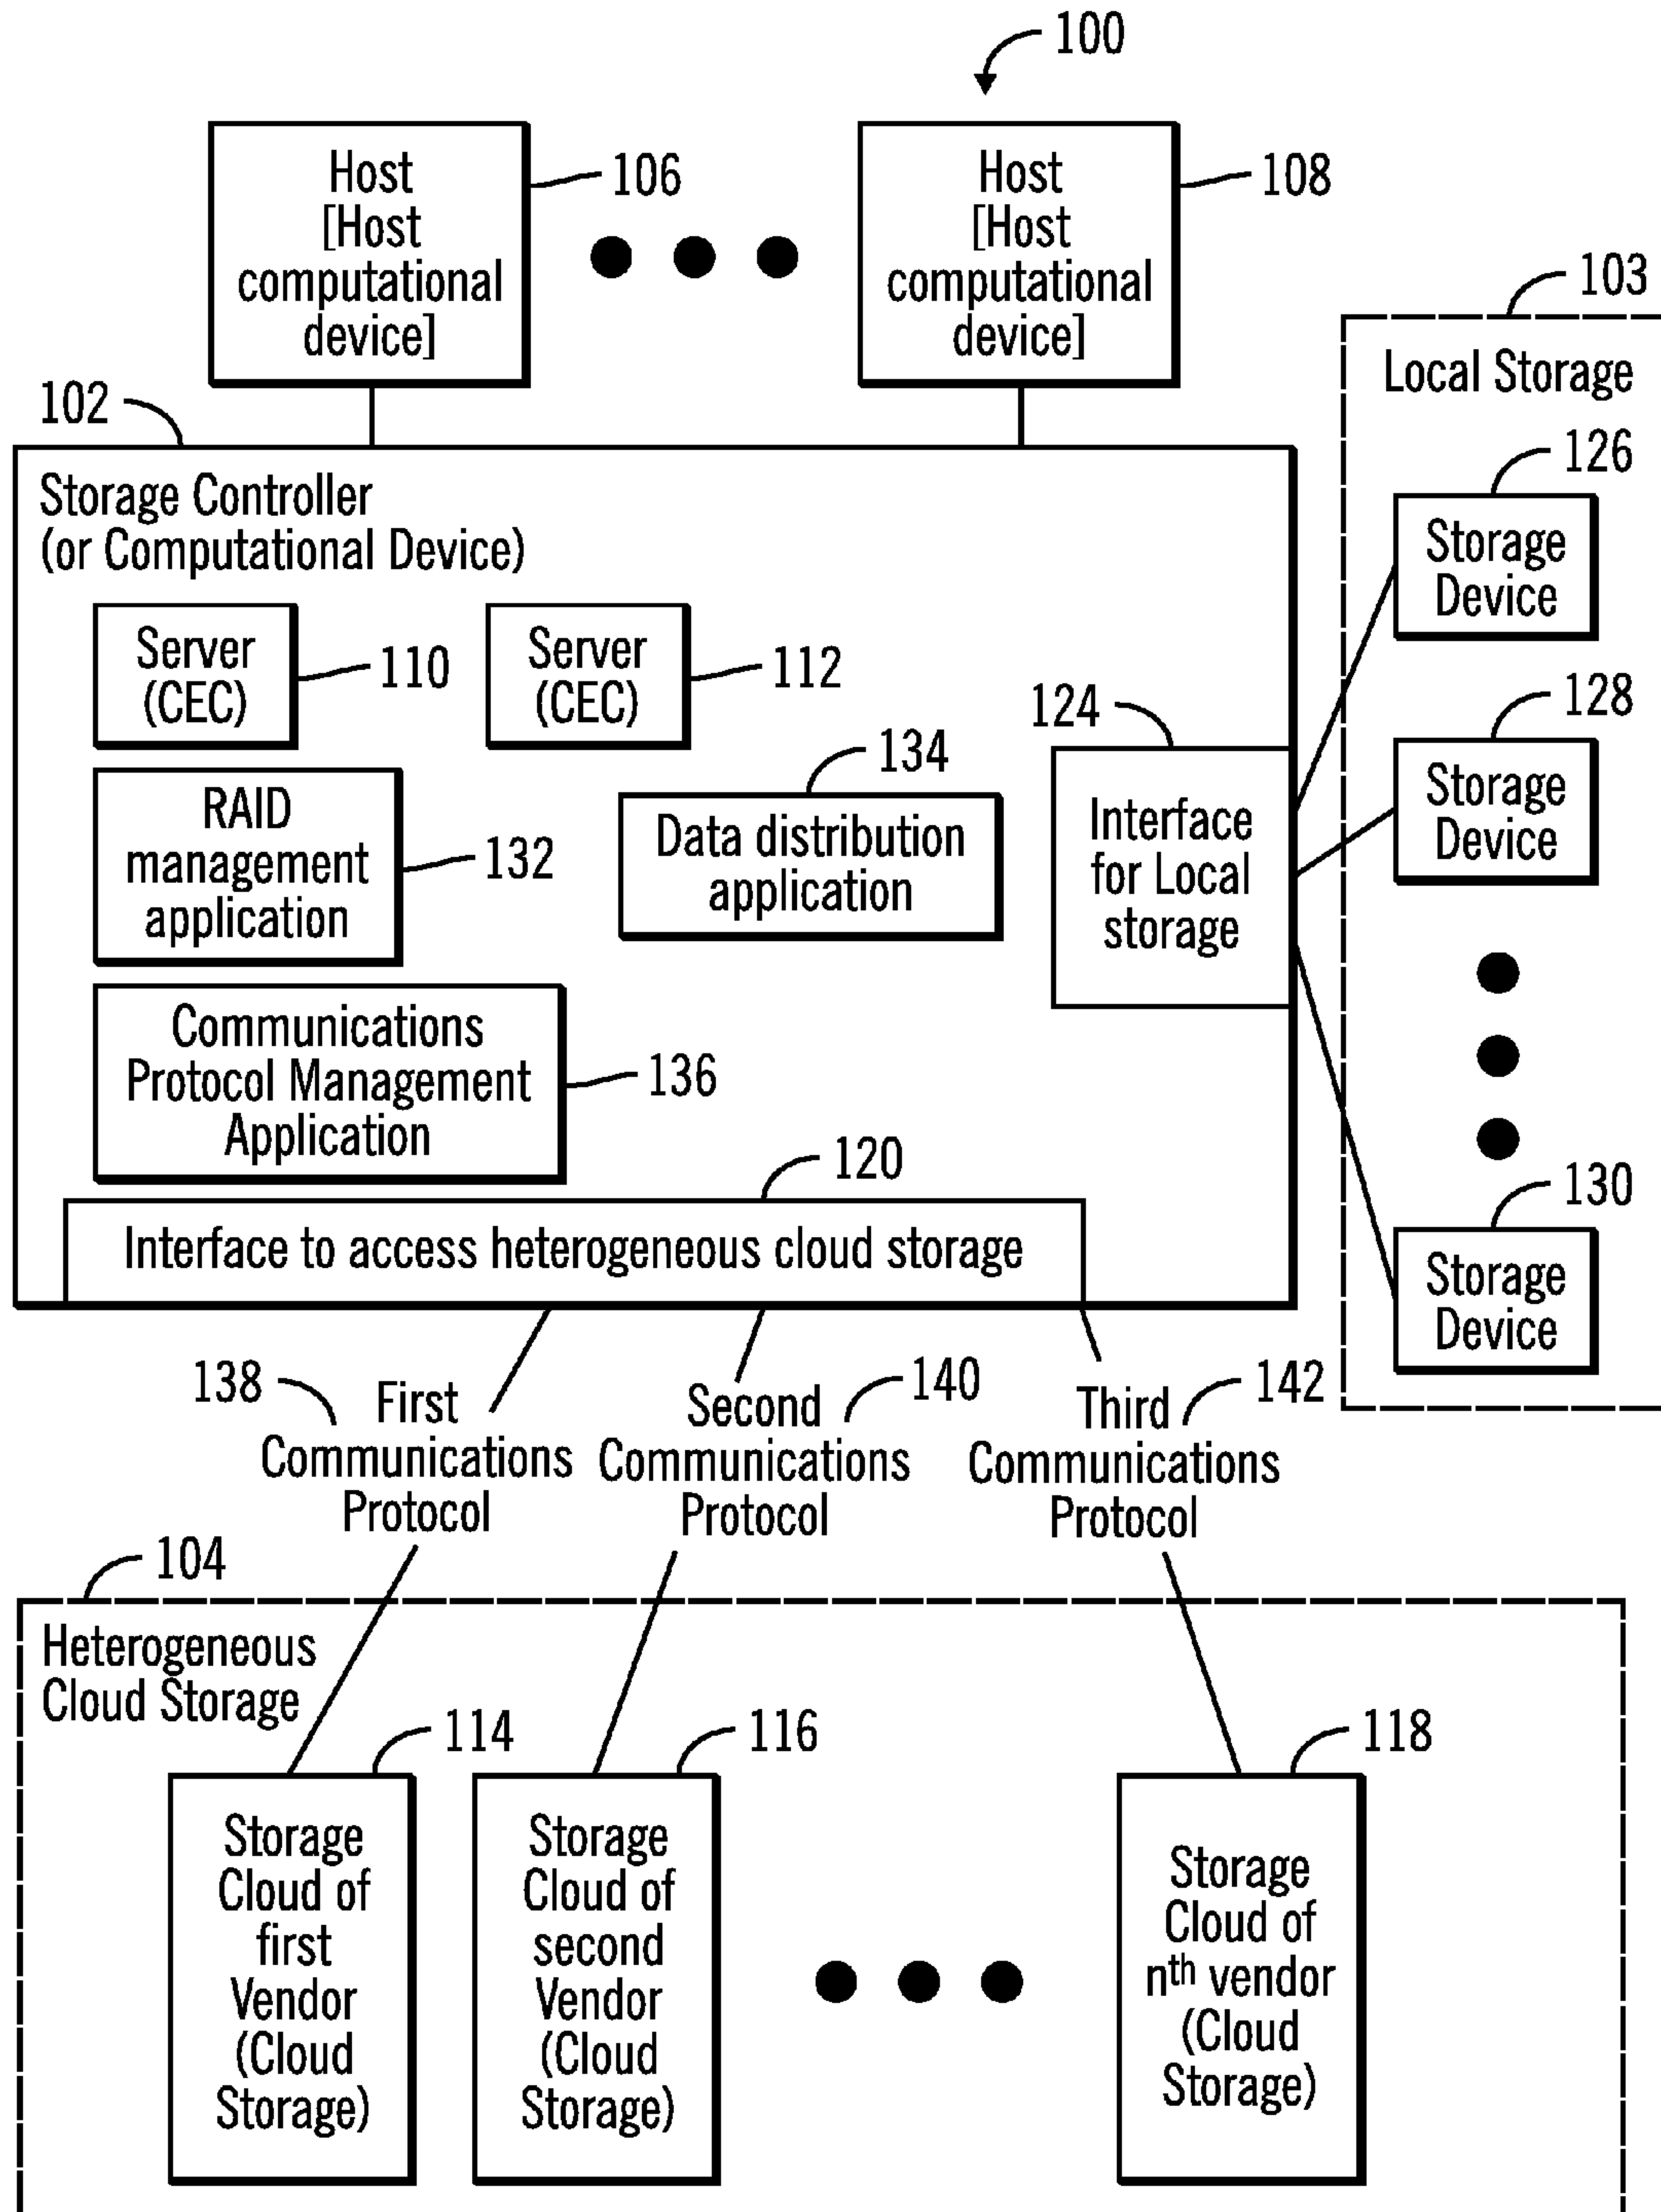 100
Host
[Host
computational
device]
106
Host
[Host
computational
device]
108
103
Local Storage
102
Storage Controller
(or Computational Device)
Server
(CEC)
110
Server
(CEC)
112
RAID
management
application
132
134
Data distribution
application
124
Interface
for Local
storage
126
Storage
Device
128
Storage
Device
130
Storage
Device
Communications
Protocol Management
Application
136
120
Interface to access heterogeneous cloud storage
138
First
Communications
Protocol
Second
Communications
Protocol
140
Third
Communications
Protocol
142
104
Heterogeneous
Cloud Storage
114
Storage
Cloud of
first
Vendor
(Cloud
Storage)
116
Storage
Cloud of
second
Vendor
(Cloud
Storage)
118
Storage
Cloud of
nth vendor
(Cloud
Storage)